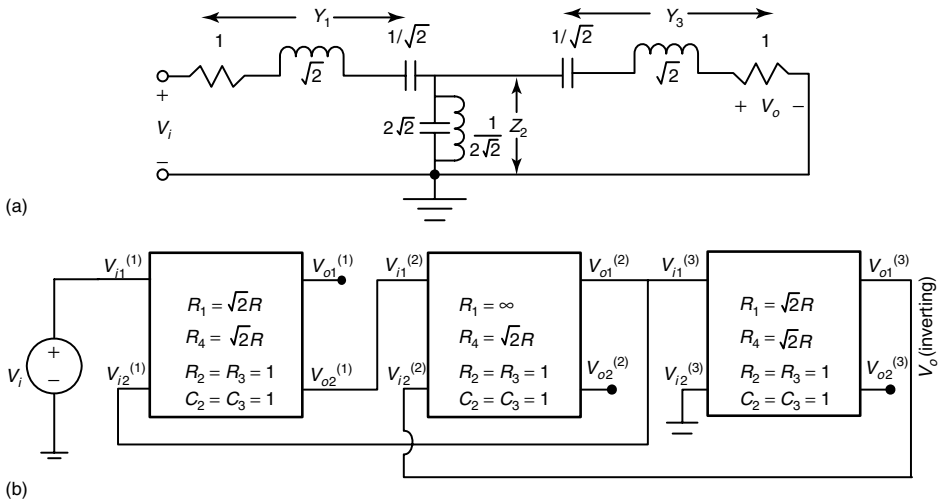 Y₁ Y₃
1 1/√2 1/√2 1
√2 √2
+ + Vₒ −
Vᵢ 2√2 1/2√2 Z₂
−
(a)
Vᵢ₁⁽¹⁾ Vₒ₁⁽¹⁾ Vᵢ₁⁽²⁾ Vₒ₁⁽²⁾ Vᵢ₁⁽³⁾ Vₒ₁⁽³⁾
R₁ = √2R R₁ = ∞ R₁ = √2R
R₄ = √2R R₄ = √2R R₄ = √2R
Vᵢ + − Vᵢ₂⁽¹⁾ Vₒ₂⁽¹⁾ Vᵢ₂⁽²⁾ Vₒ₂⁽²⁾ Vᵢ₂⁽³⁾ Vₒ₂⁽³⁾
R₂ = R₃ = 1 R₂ = R₃ = 1 R₂ = R₃ = 1
C₂ = C₃ = 1 C₂ = C₃ = 1 C₂ = C₃ = 1
Vₒ (inverting)
(b)